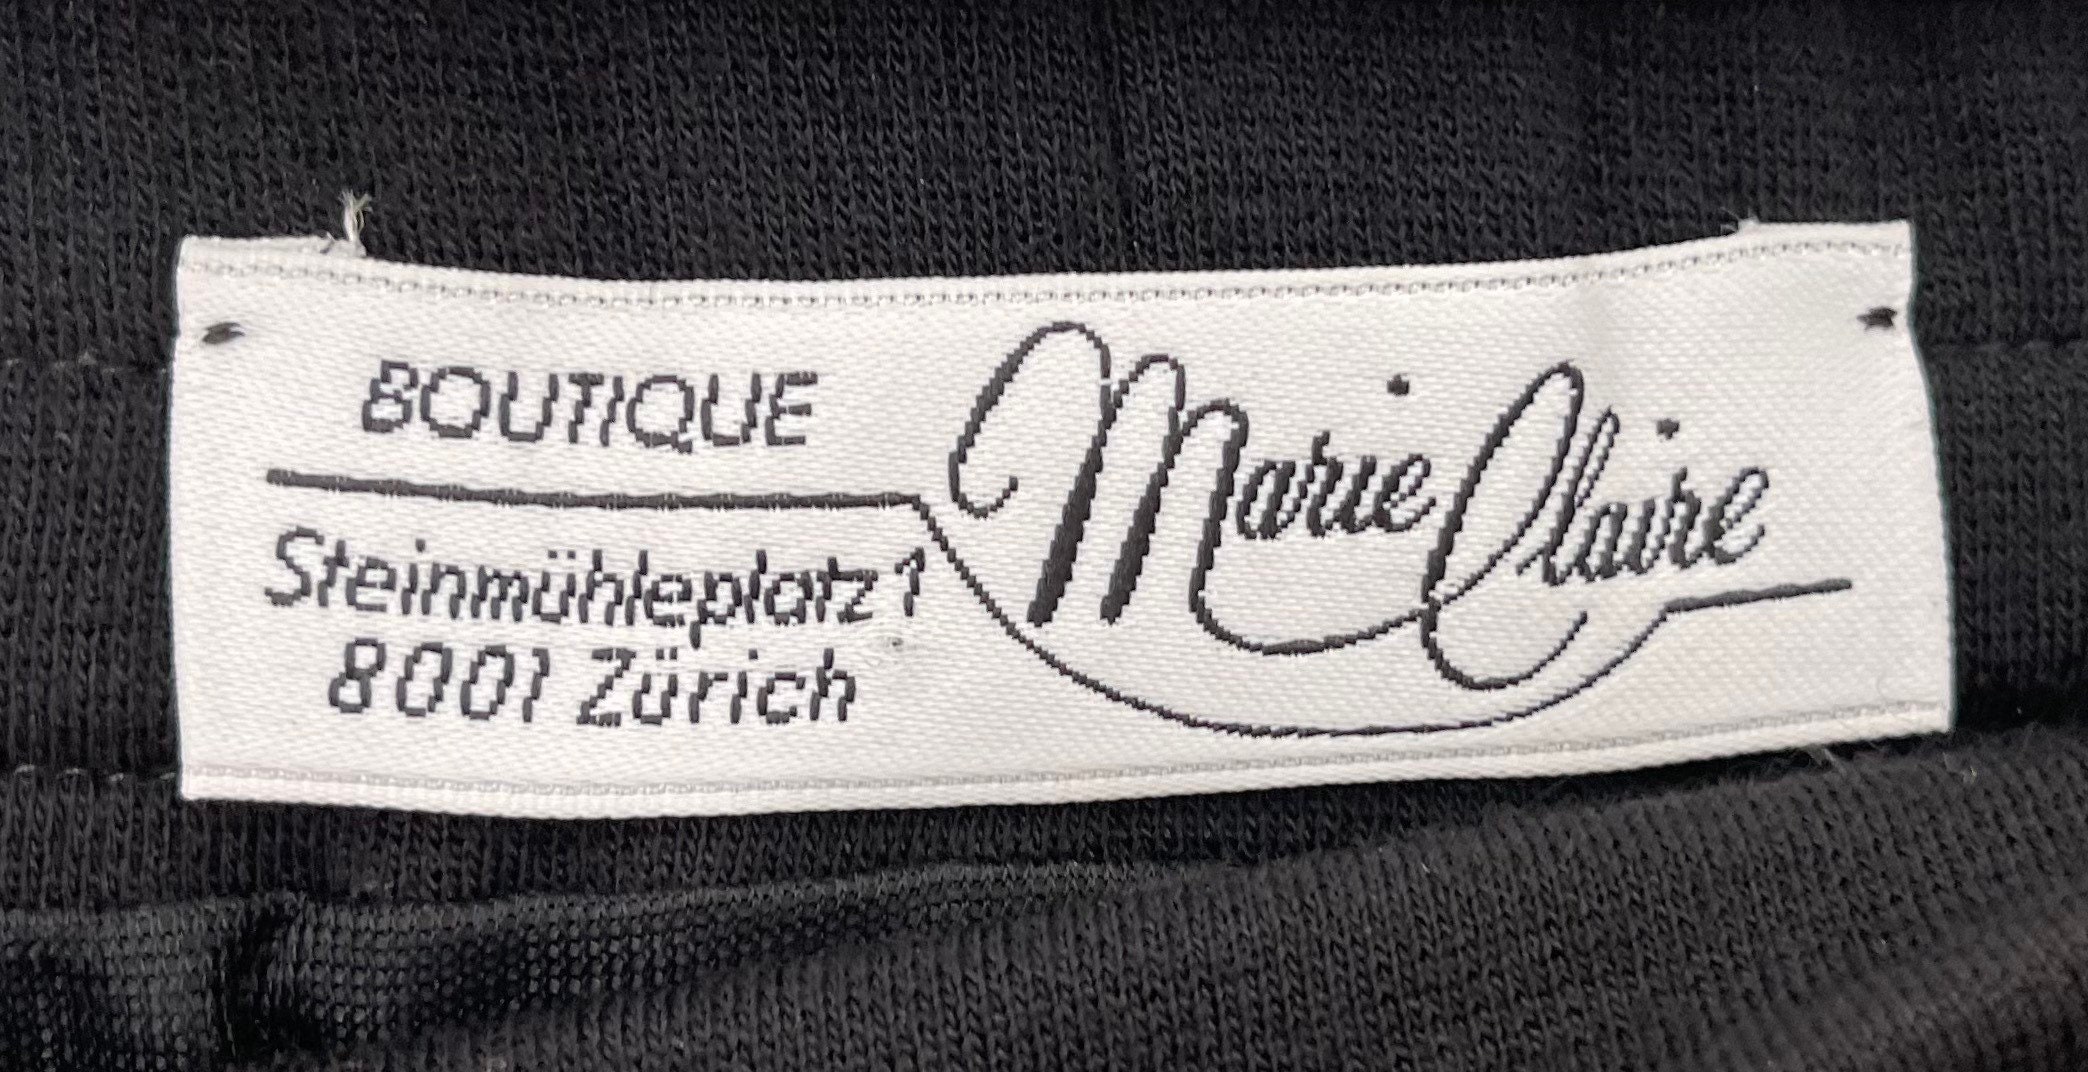 BOUTIQUE
Marie Claire
Steinmühleplatz 1
8001 Zürich